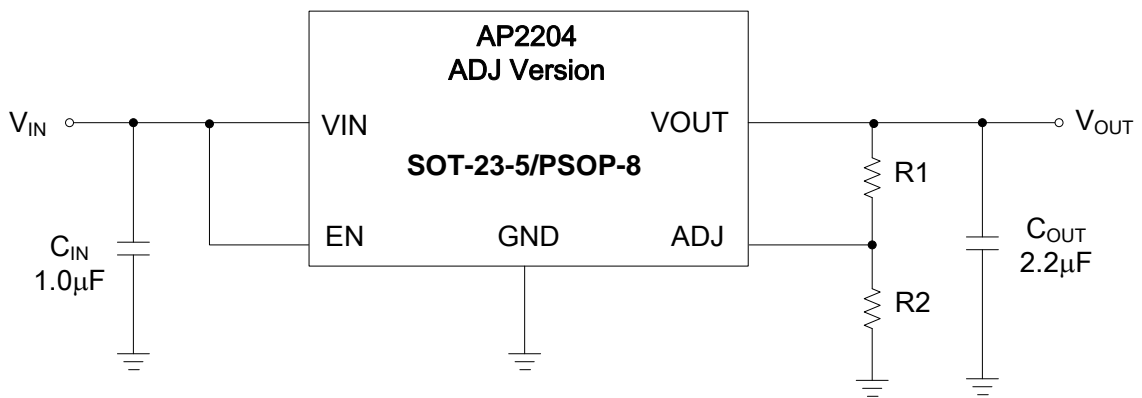 AP2204
ADJ Version
V_IN
VIN
VOUT
V_OUT
SOT-23-5/PSOP-8
R1
EN
GND
ADJ
C_IN
1.0μF
C_OUT
2.2μF
R2